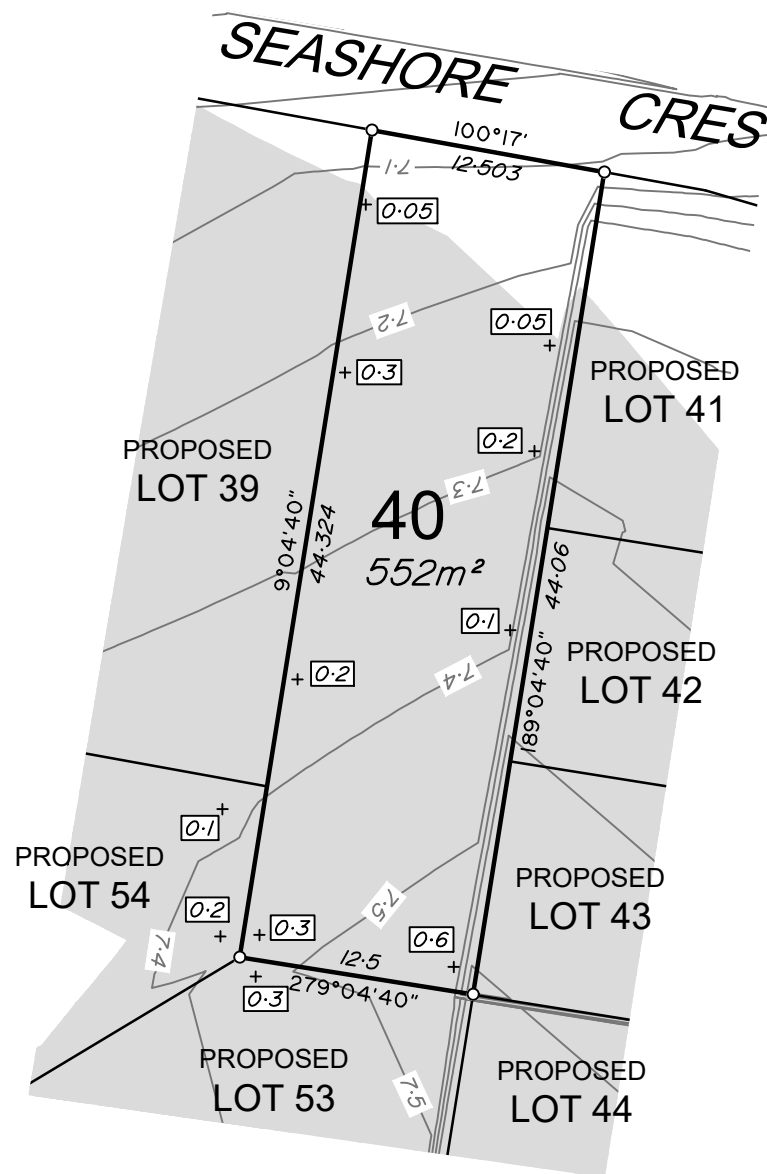 SEASHORE CRES
100°17'
12·503
7·1
0·05
7·2
0·05
0·3
PROPOSED
LOT 41
0·2
PROPOSED
LOT 39
7·3
40
552m²
9°04'40"
44·324
44·06
189°04'40"
0·1
PROPOSED
LOT 42
0·2
7·4
0·1
PROPOSED
LOT 54
PROPOSED
LOT 43
7·5
0·2
0·3
0·6
7·4
12·5
279°04'40"
0·3
PROPOSED
LOT 53
7·5
PROPOSED
LOT 44